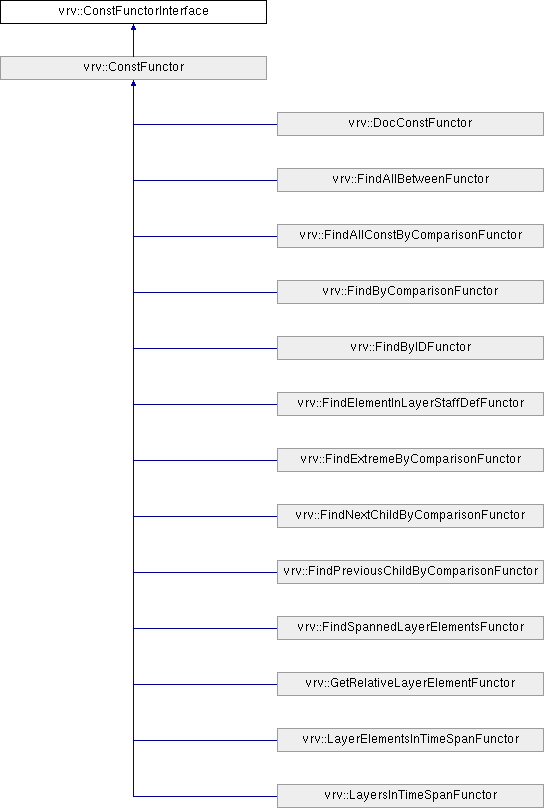 vrv::ConstFunctorInterface
vrv::ConstFunctor
vrv::DocConstFunctor
vrv::FindAllBetweenFunctor
vrv::FindAllConstByComparisonFunctor
vrv::FindByComparisonFunctor
vrv::FindByIDFunctor
vrv::FindElementInLayerStaffDefFunctor
vrv::FindExtremeByComparisonFunctor
vrv::FindNextChildByComparisonFunctor
vrv::FindPreviousChildByComparisonFunctor
vrv::FindSpannedLayerElementsFunctor
vrv::GetRelativeLayerElementFunctor
vrv::LayerElementsInTimeSpanFunctor
vrv::LayersInTimeSpanFunctor